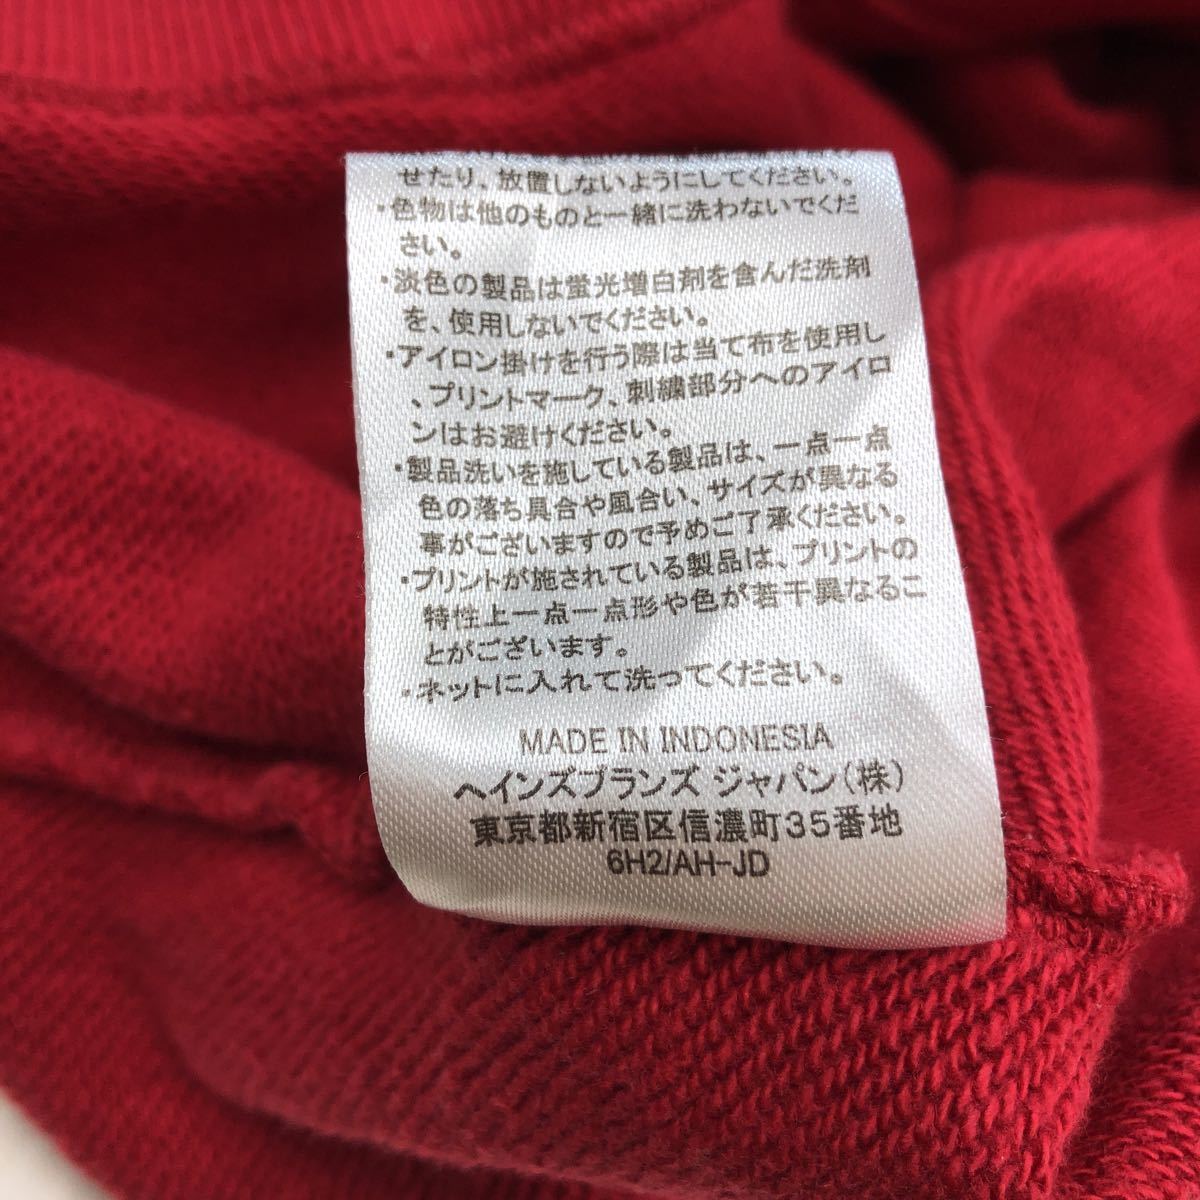 せたり、放置しないようにしてください。
・色物は他のものと一緒に洗わないでくだ
さい。
・淡色の製品は蛍光増白剤を含んだ洗剤
を、使用しないでください。
・アイロン掛けを行う際は当て布を使用し
、プリントマーク、刺繍部分へのアイロ
ンはお避けください。
・製品洗いを施している製品は、一点一点
色の落ち具合や風合い、サイズが異なる
事がございますので予めご了承ください。
・プリントが施されている製品は、プリントの
特性上一点一点形や色が若干異なるこ
とがございます。
・ネットに入れて洗ってください。
MADE IN INDONESIA
ヘインズブランズ ジャパン(株)
東京都新宿区信濃町35番地
6H2/AH-JD